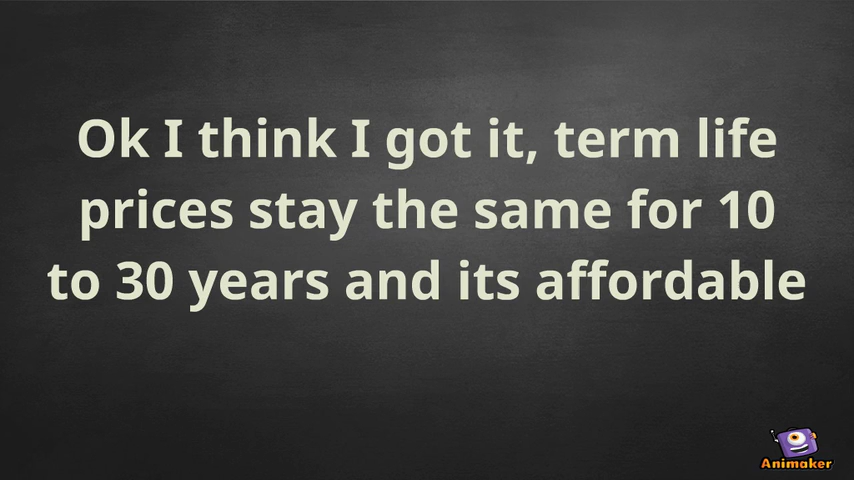 Ok I think I got it, term life
prices stay the same for 10
to 30 years and its affordable
Animaker